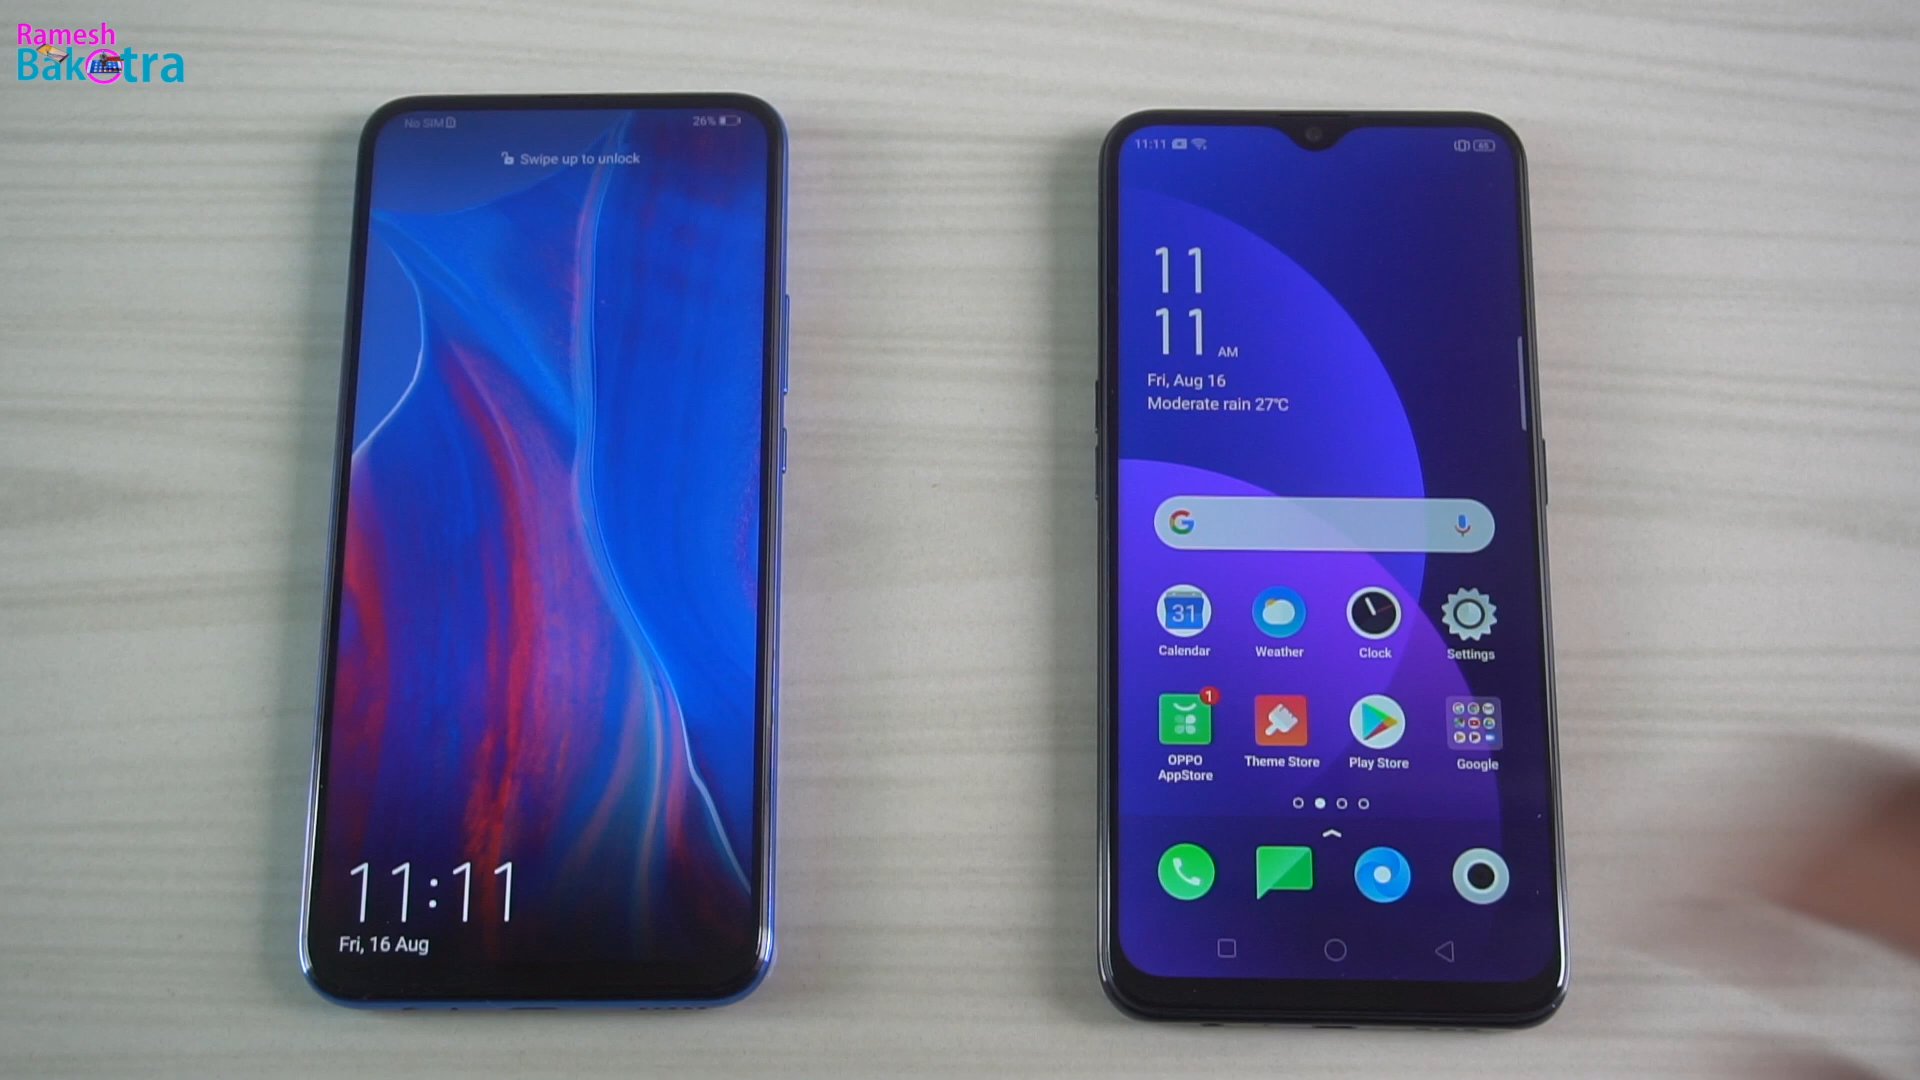 Ramesh
Bakotra
No SIM
26%
Swipe up to unlock
11:11
Fri, 16 Aug
11:11
65
11
11 AM
Fri, Aug 16
Moderate rain 27℃
G
31
Calendar
Weather
Clock
Settings
1
OPPO
AppStore
Theme Store
Play Store
Google